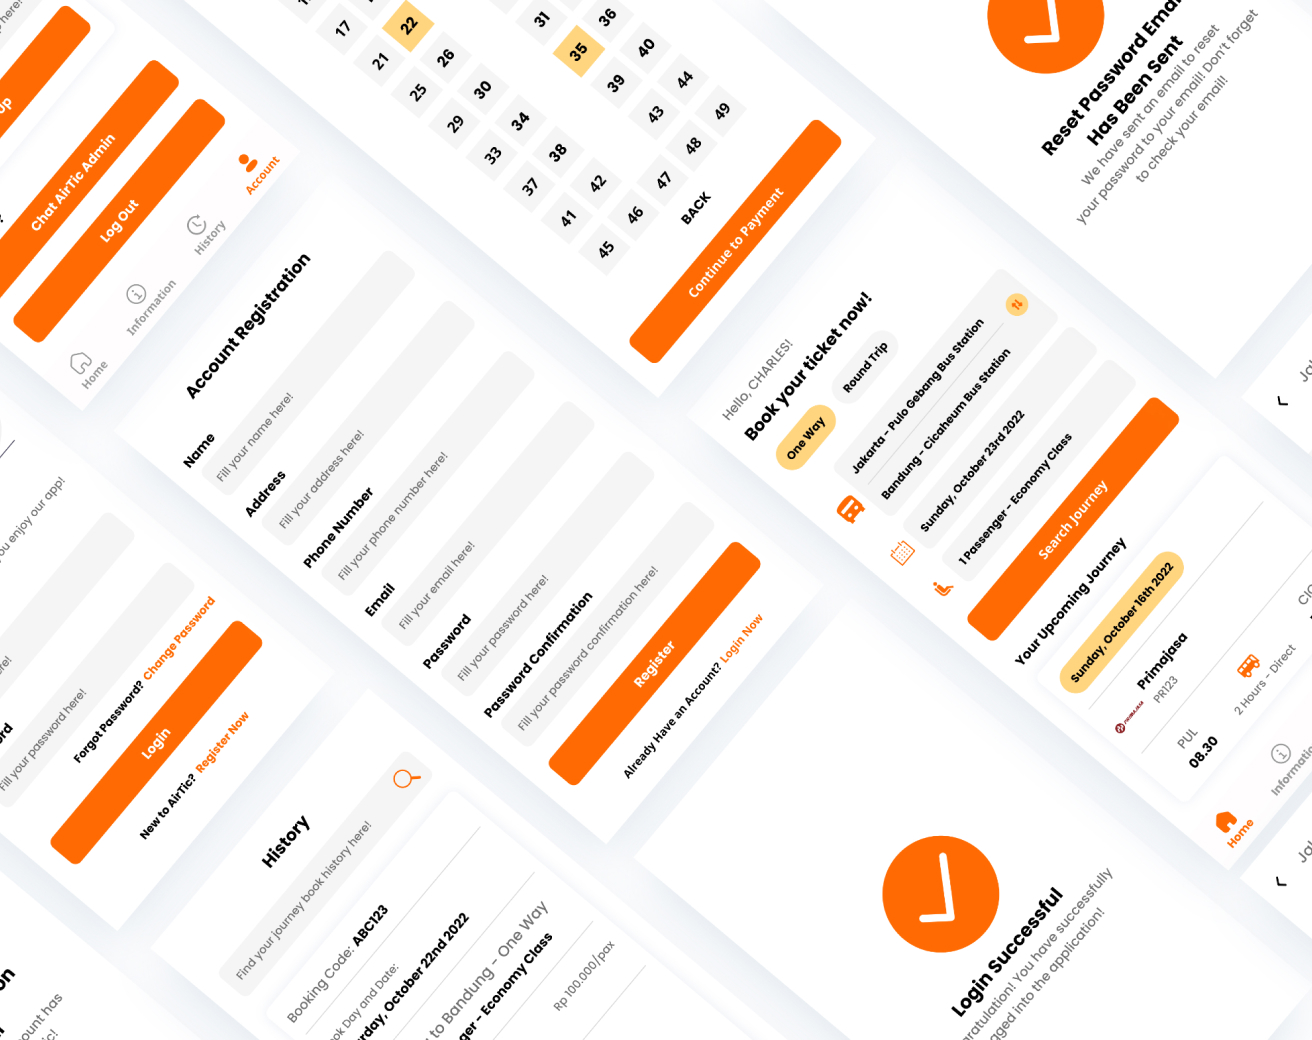 Chat AirTic Admin
Log Out
Home
Information
History
Account
17
22
21
26
25
30
29
34
33
38
37
42
41
46
45
31
36
35
40
39
44
43
49
48
47
BACK
Continue to Payment
Reset Password Email
Has Been Sent
We have sent an email to reset
your password to your email! Don't forget
to check your email!
Account Registration
Name
Fill your name here!
Address
Fill your address here!
Phone Number
Fill your phone number here!
Email
Fill your email here!
Password
Fill your password here!
Password Confirmation
Fill your password confirmation here!
Register
Already Have an Account? Login Now
Hello, CHARLES!
Book your ticket now!
One Way
Round Trip
Jakarta - Pulo Gebang Bus Station
Bandung - Cicaheum Bus Station
Sunday, October 23rd 2022
1 Passenger - Economy Class
Search Journey
Your Upcoming Journey
Sunday, October 16th 2022
Primajasa
PR123
PUL
08.30
2 Hours - Direct
Home
Information
you enjoy our app!
Fill your password here!
Forgot Password? Change Password
Login
New to AirTic? Register Now
History
Find your journey book history here!
Booking Code: ABC123
Book Day and Date:
Saturday, October 22nd 2022
to Bandung - One Way
- Economy Class
Rp 100.000/pax
Login Successful
Congratulation! You have successfully
logged into the application!